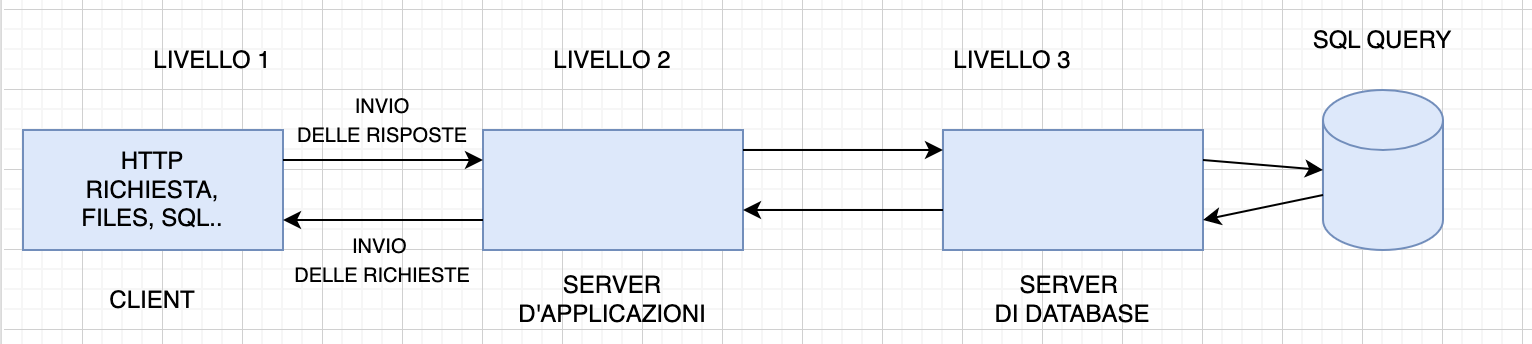 LIVELLO 1
LIVELLO 2
LIVELLO 3
SQL QUERY
INVIO
DELLE RISPOSTE
HTTP
RICHIESTA,
FILES, SQL..
INVIO
DELLE RICHIESTE
CLIENT
SERVER
D'APPLICAZIONI
SERVER
DI DATABASE